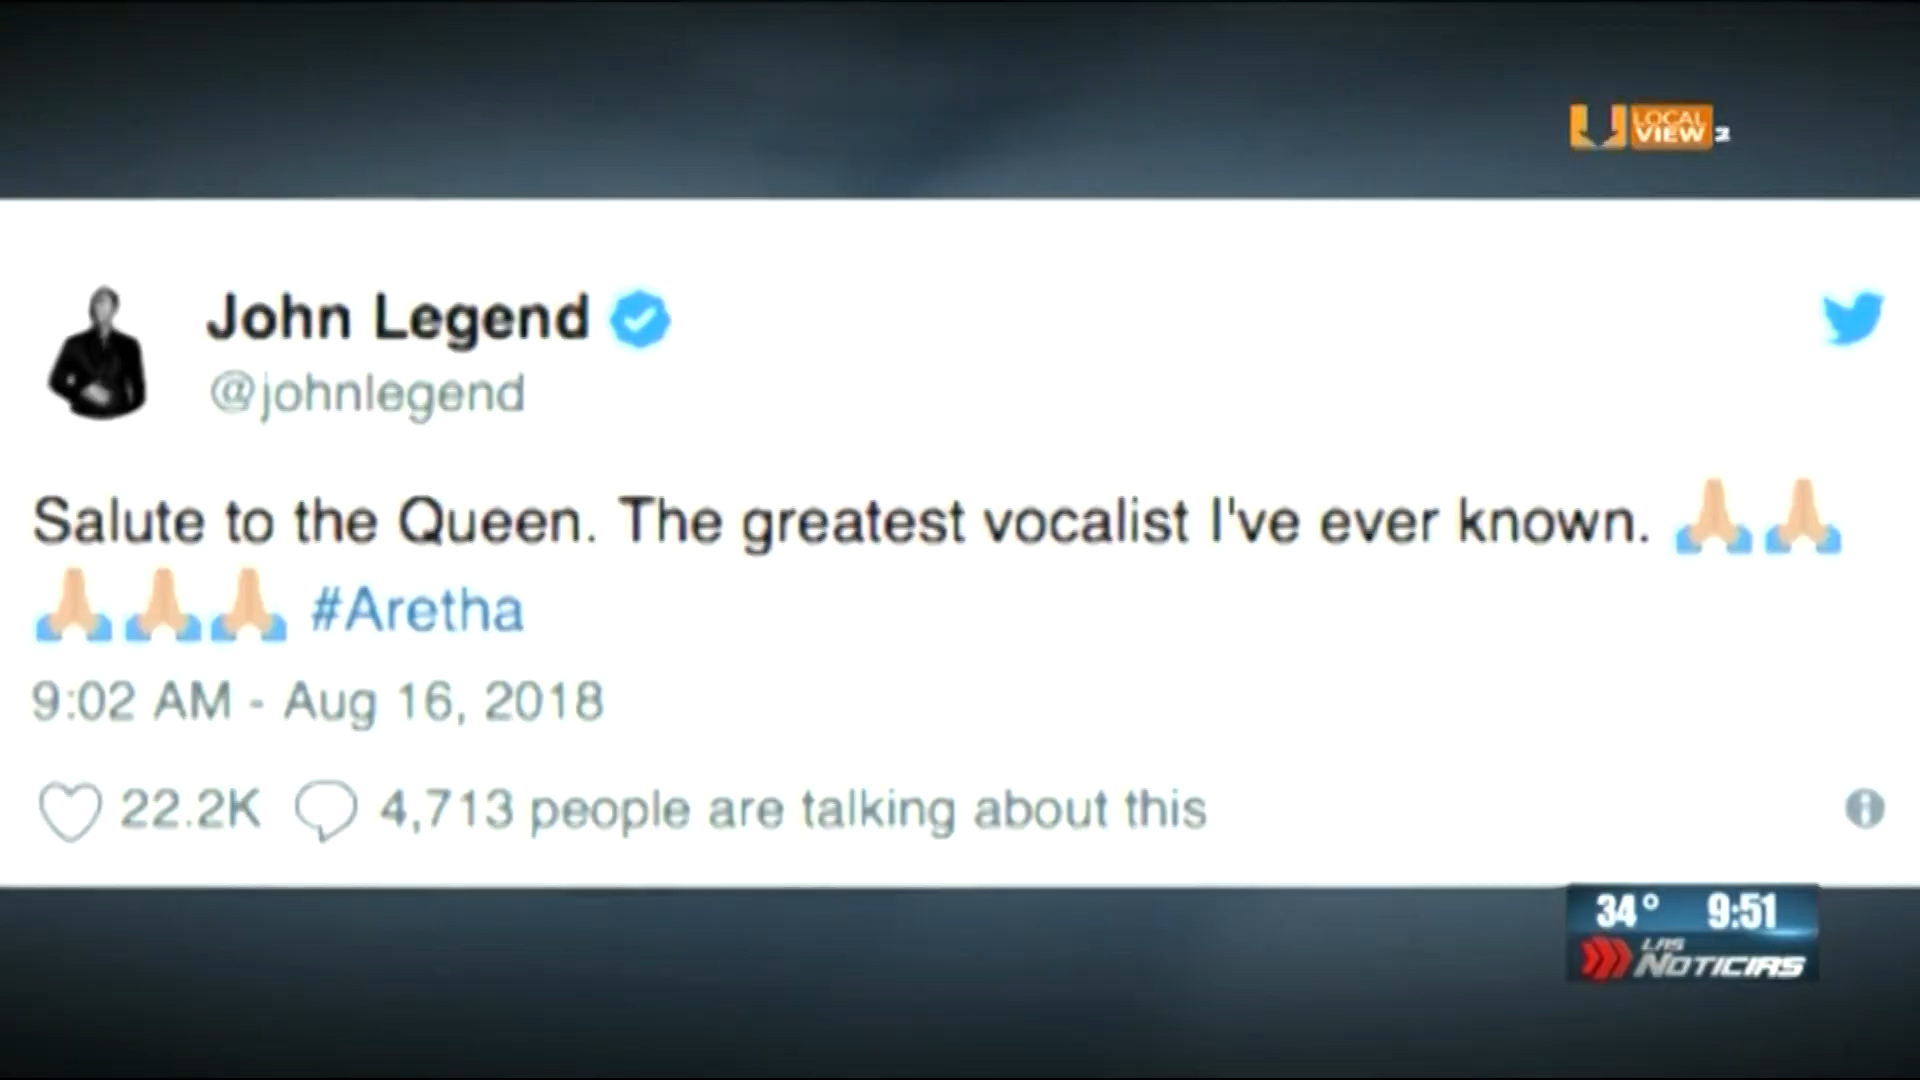 LOCAL
VIEW 2
John Legend
@johnlegend
Salute to the Queen. The greatest vocalist I've ever known. 🙏🏼🙏🏼
🙏🏼🙏🏼🙏🏼 #Aretha
9:02 AM - Aug 16, 2018
22.2K 4,713 people are talking about this
34° 9:51
LAS
NOTICIAS